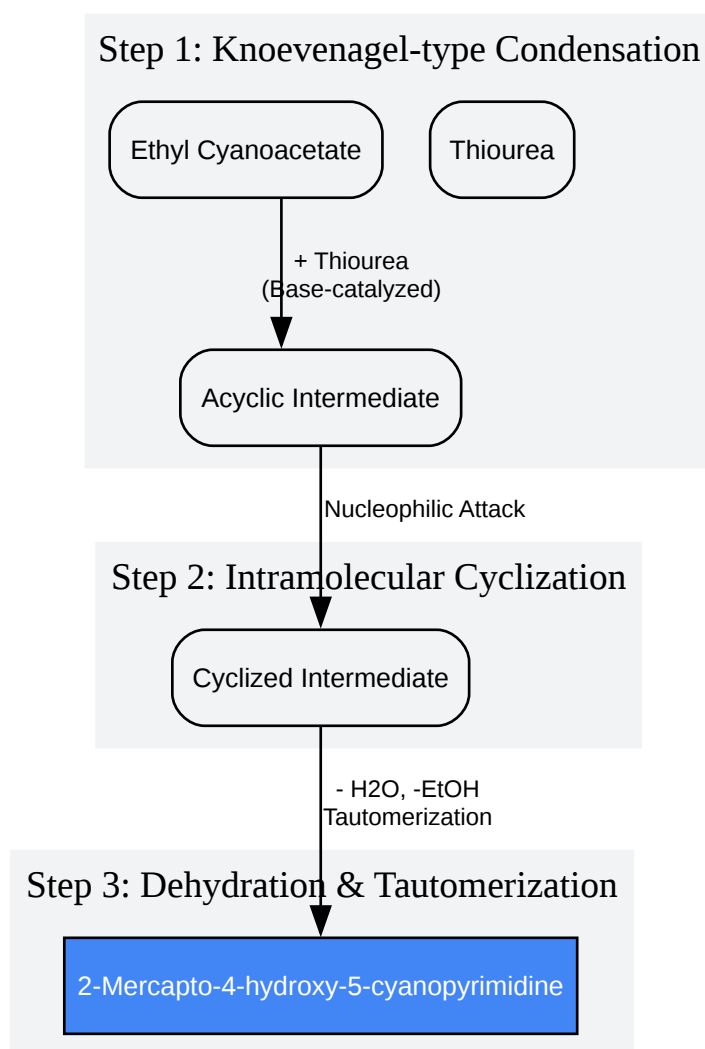 Step 1: Knoevenagel-type Condensation
Ethyl Cyanoacetate
Thiourea
+ Thiourea
(Base-catalyzed)
Acyclic Intermediate
Nucleophilic Attack
Step 2: Intramolecular Cyclization
Cyclized Intermediate
- H2O, -EtOH
Tautomerization
Step 3: Dehydration & Tautomerization
2-Mercapto-4-hydroxy-5-cyanopyrimidine